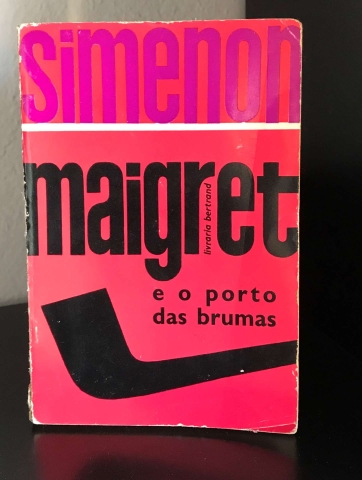 simenon
maigret
livraria bertrand
e o porto
das brumas